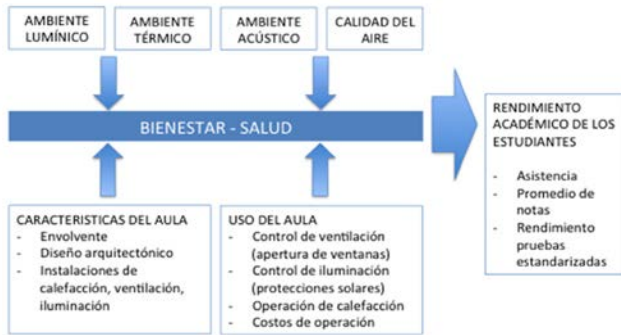 AMBIENTE
LUMÍNICO
AMBIENTE
TÉRMICO
AMBIENTE
ACÚSTICO
CALIDAD DEL
AIRE
BIENESTAR - SALUD
RENDIMIENTO
ACADÉMICO DE LOS
ESTUDIANTES
- Asistencia
- Promedio de
notas
- Rendimiento
pruebas
estandarizadas
CARACTERISTICAS DEL AULA
- Envolvente
- Diseño arquitectónico
- Instalaciones de
calefacción, ventilación,
iluminación
USO DEL AULA
- Control de ventilación
(apertura de ventanas)
- Control de iluminación
(protecciones solares)
- Operación de calefacción
- Costos de operación